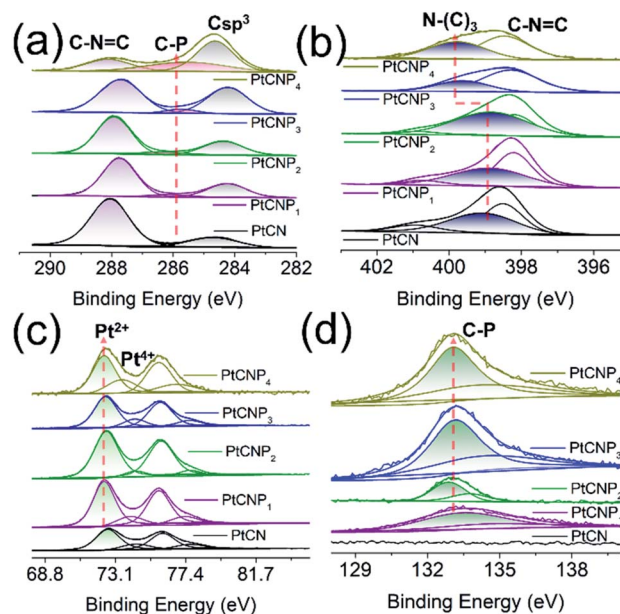 (a)
C-N=C
C-P
Csp³
PtCNP₄
PtCNP₃
PtCNP₂
PtCNP₁
PtCN
290 288 286 284 282
Binding Energy (eV)
(b)
N-(C)₃
C-N=C
PtCNP₄
PtCNP₃
PtCNP₂
PtCNP₁
PtCN
402 400 398 396
Binding Energy (eV)
(c)
Pt²⁺
Pt⁴⁺
PtCNP₄
PtCNP₃
PtCNP₂
PtCNP₁
PtCN
68.8 73.1 77.4 81.7
Binding Energy (eV)
(d)
C-P
PtCNP₄
PtCNP₃
PtCNP₂
PtCN
129 132 135 138
Binding Energy (eV)